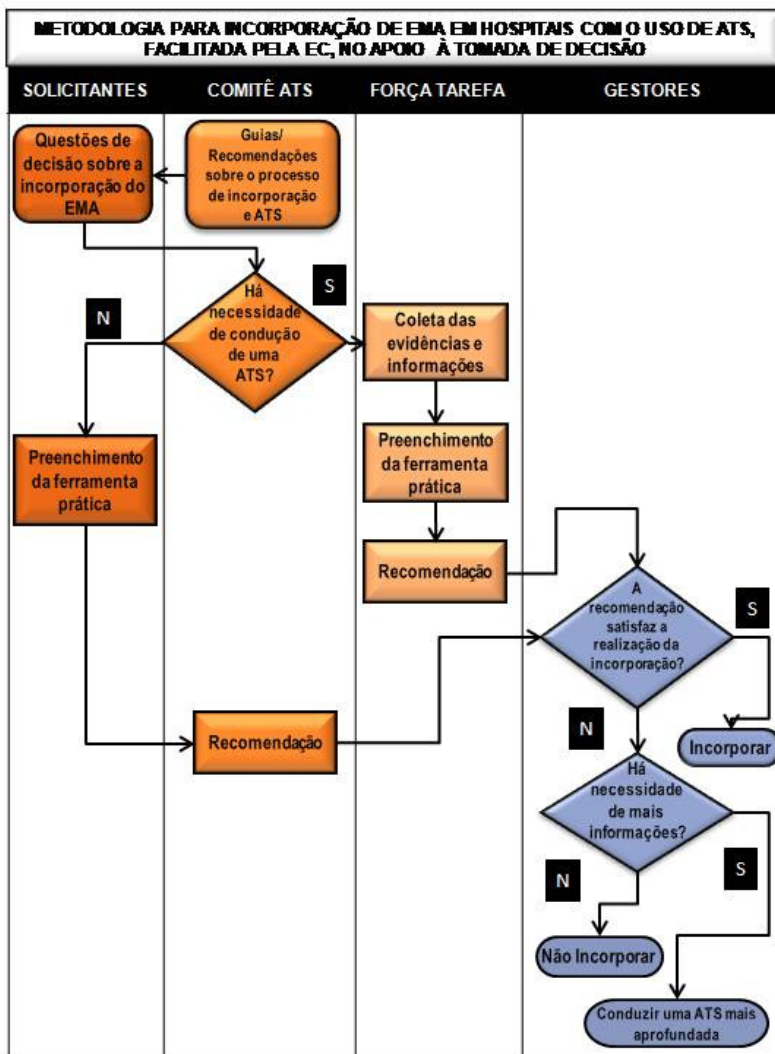 METODOLOGIA PARA INCORPORAÇÃO DE EMA EM HOSPITAIS COM O USO DE ATS,
FACILITADA PELA EC, NO APOIO À TOMADA DE DECISÃO
SOLICITANTES
COMITÊ ATS
FORÇA TAREFA
GESTORES
Questões de
decisão sobre a
incorporação do
EMA
Guias/
Recomendações
sobre o processo
de incorporação
e ATS
Há
necessidade
de condução
de uma
ATS?
N
S
Coleta das
evidências e
informações
Preenchimento
da ferramenta
prática
Preenchimento
da ferramenta
prática
Recomendação
A
recomendação
satisfaz a
realização da
incorporação?
S
Recomendação
N
Incorporar
Há
necessidade
de mais
informações?
N
S
Não Incorporar
Conduzir uma ATS mais
aprofundada